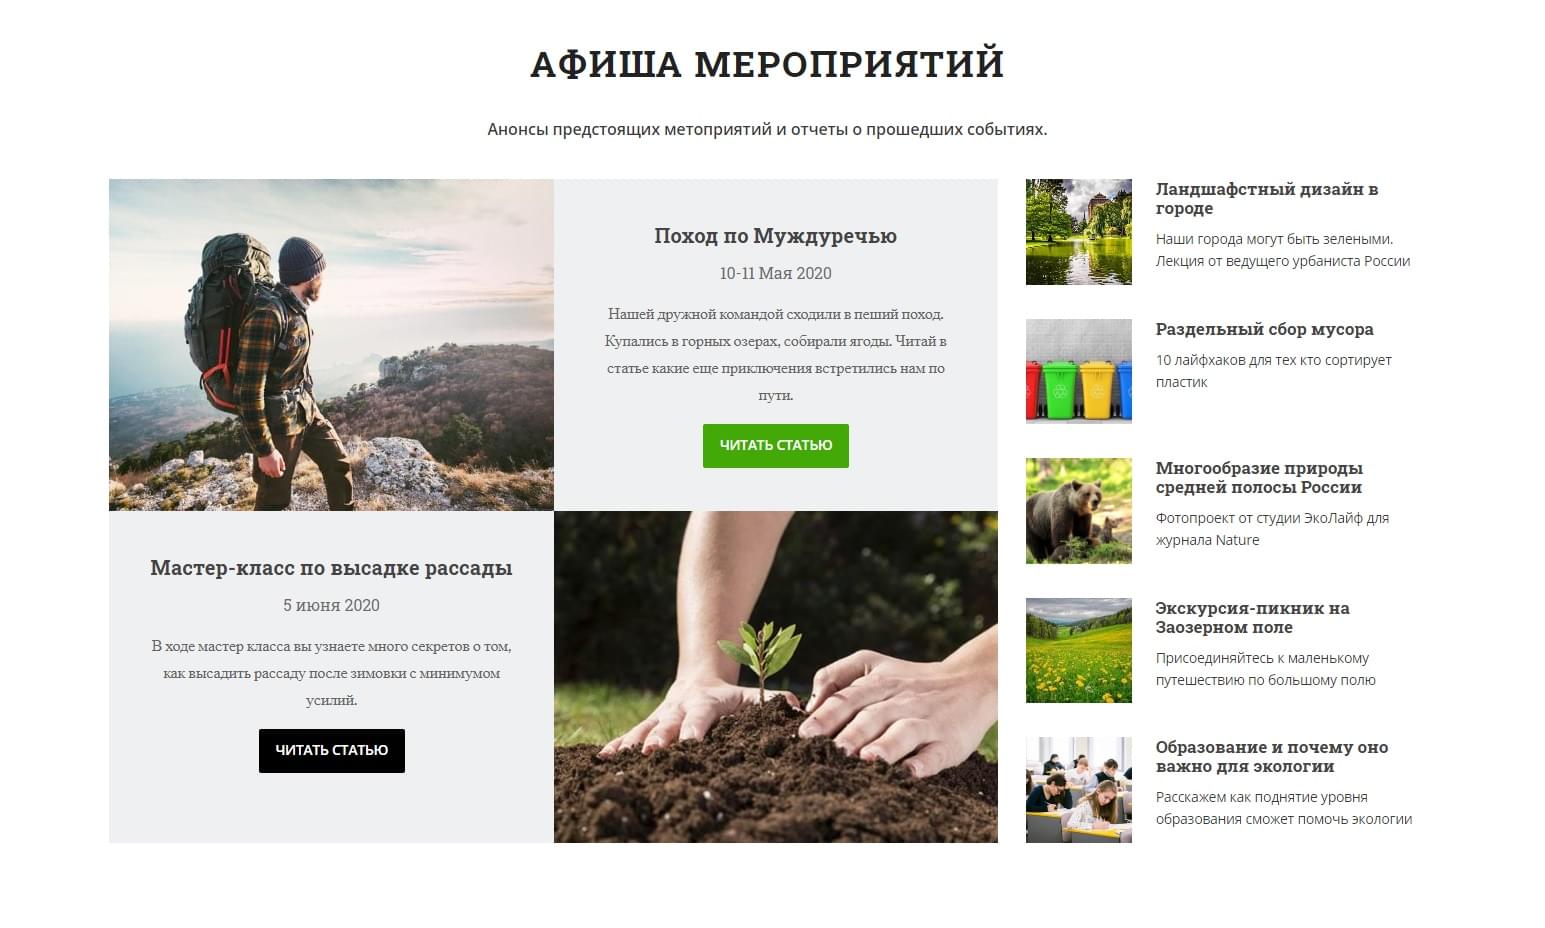 АФИША МЕРОПРИЯТИЙ
Анонсы предстоящих метоприятий и отчеты о прошедших событиях.
Поход по Муждуречью
10-11 Мая 2020
Нашей дружной командой сходили в пеший поход.
Купались в горных озерах, собирали ягоды. Читай в
статье какие еще приключения встретились нам по
пути.
ЧИТАТЬ СТАТЬЮ
Мастер-класс по высадке рассады
5 июня 2020
В ходе мастер класса вы узнаете много секретов о том,
как высадить рассаду после зимовки с минимумом
усилий.
ЧИТАТЬ СТАТЬЮ
Ландшафстный дизайн в
городе
Наши города могут быть зелеными.
Лекция от ведущего урбаниста России
Раздельный сбор мусора
10 лайфхаков для тех кто сортирует
пластик
Многообразие природы
средней полосы России
Фотопроект от студии ЭкоЛайф для
журнала Nature
Экскурсия-пикник на
Заозерном поле
Присоединяйтесь к маленькому
путешествию по большому полю
Образование и почему оно
важно для экологии
Расскажем как поднятие уровня
образования сможет помочь экологии